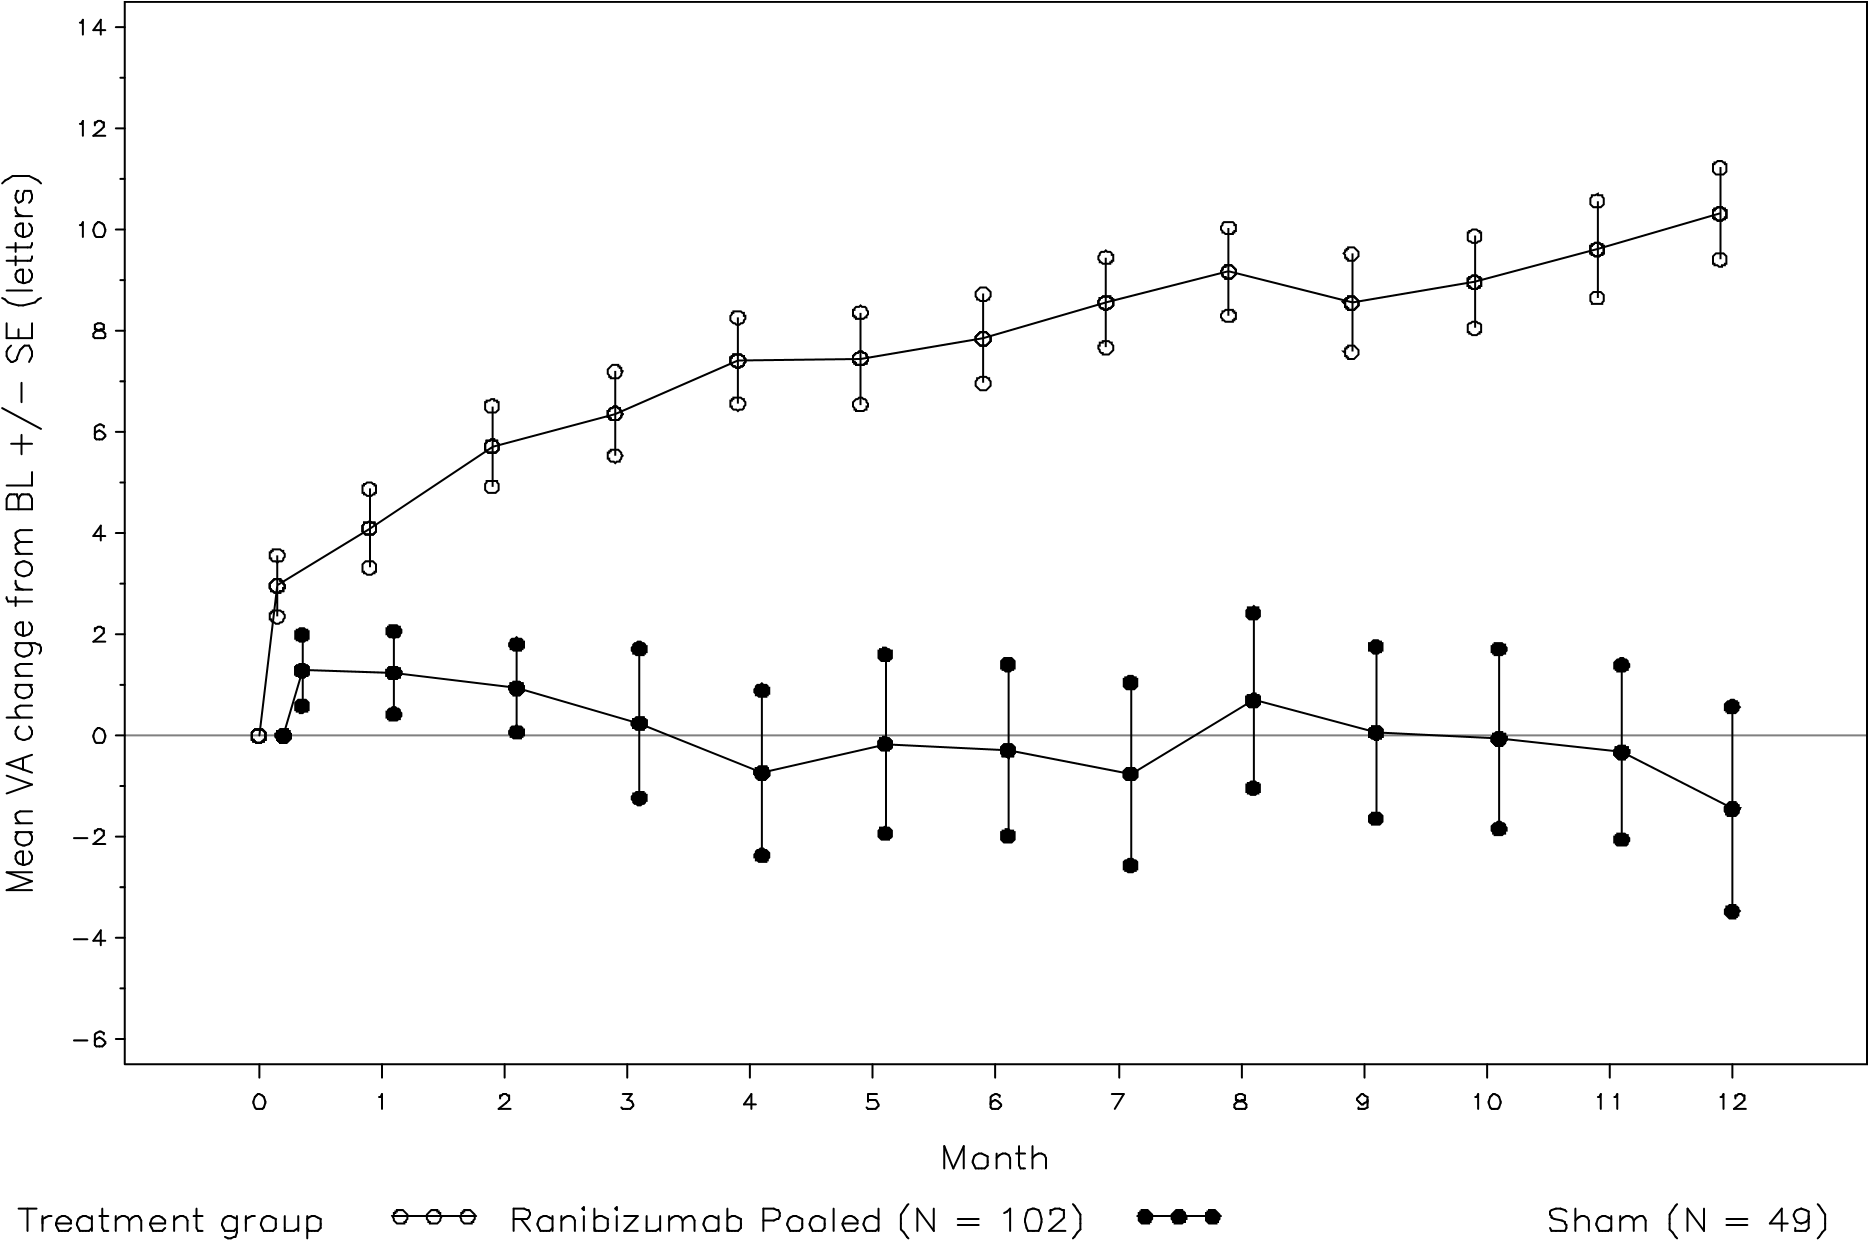 Mean VA change from BL +/- SE (letters)
14
12
10
8
6
4
2
0
-2
-4
-6
0 1 2 3 4 5 6 7 8 9 10 11 12
Month
Treatment group Ranibizumab Pooled (N = 102) Sham (N = 49)